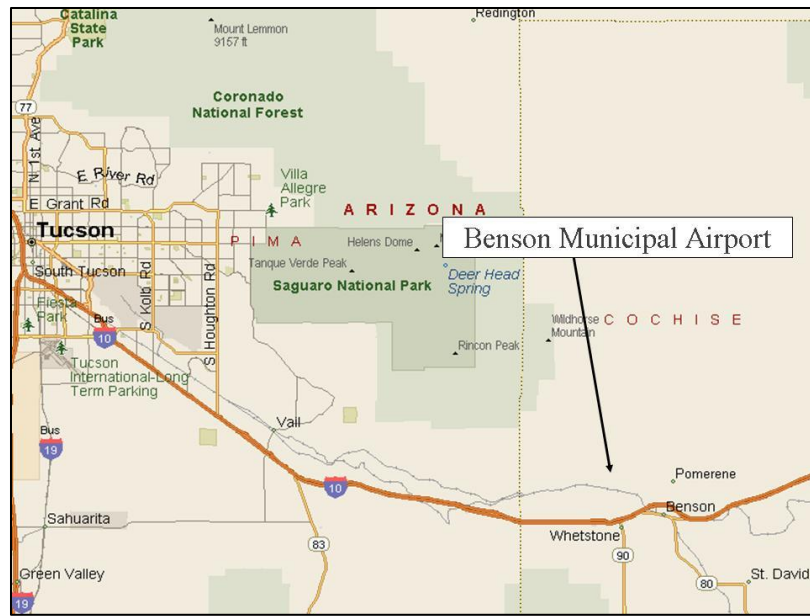 Catalina
State
Park
Mount Lemmon
9157 ft
Redington
77
Coronado
National Forest
N 1st Ave
E River Rd
Villa
Allegre
Park
E Grant Rd
ARIZONA
Tucson
PIMA
Helens Dome
M
Benson Municipal Airport
South Tucson
Tanque Verde Peak
Deer Head
Spring
Saguaro National Park
S Kolb Rd
S Houghton Rd
Fiesta
Park
Bus
10
Wildhorse
Mountain
COCHISE
Rincon Peak
Tucson
International-Long
Term Parking
Vail
Bus
19
10
Pomerene
Benson
Sahuarita
Whetstone
83
90
Green Valley
80
St. David
19